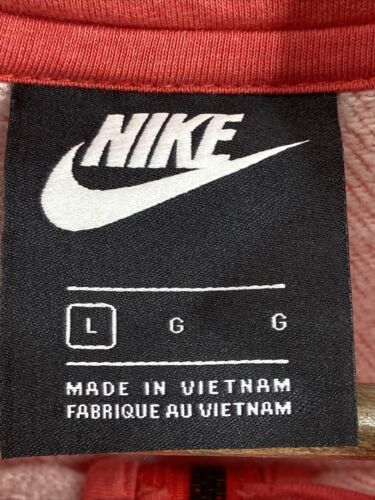 NIKE
L G G
MADE IN VIETNAM
FABRIQUE AU VIETNAM